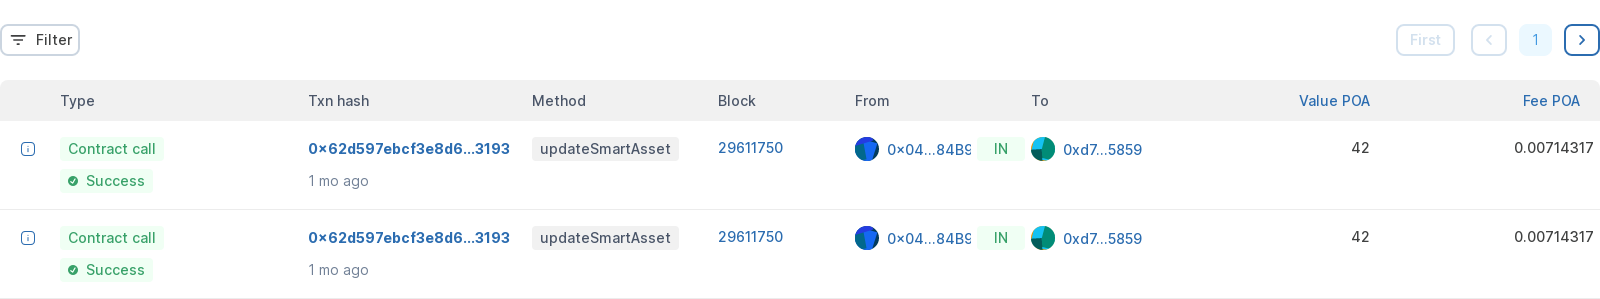 Filter
First
1
Type Txn hash Method Block From To Value POA Fee POA
Contract call 0x62d597ebcf3e8d6...3193 updateSmartAsset 29611750 0x04...84B9 IN 0xd7...5859 42 0.00714317
Success 1 mo ago
Contract call 0x62d597ebcf3e8d6...3193 updateSmartAsset 29611750 0x04...84B9 IN 0xd7...5859 42 0.00714317
Success 1 mo ago